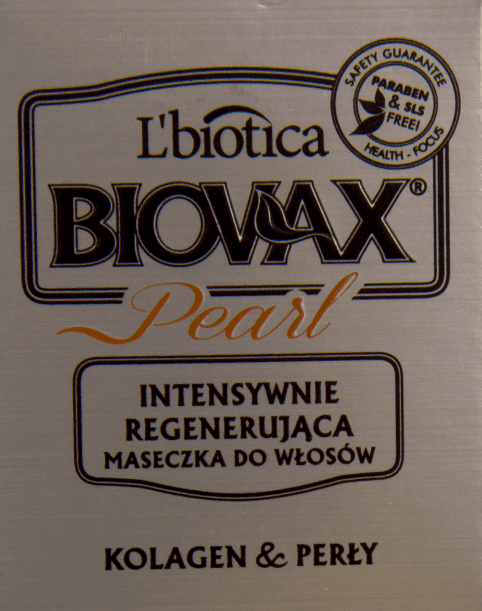 SAFETY GUARANTEE
PARABEN
& SLS
FREE!
HEALTH - FOCUS
L'biotica
BIOVAX®
Pearl
INTENSYWNIE
REGENERUJĄCA
MASECZKA DO WŁOSÓW
KOLAGEN & PERŁY